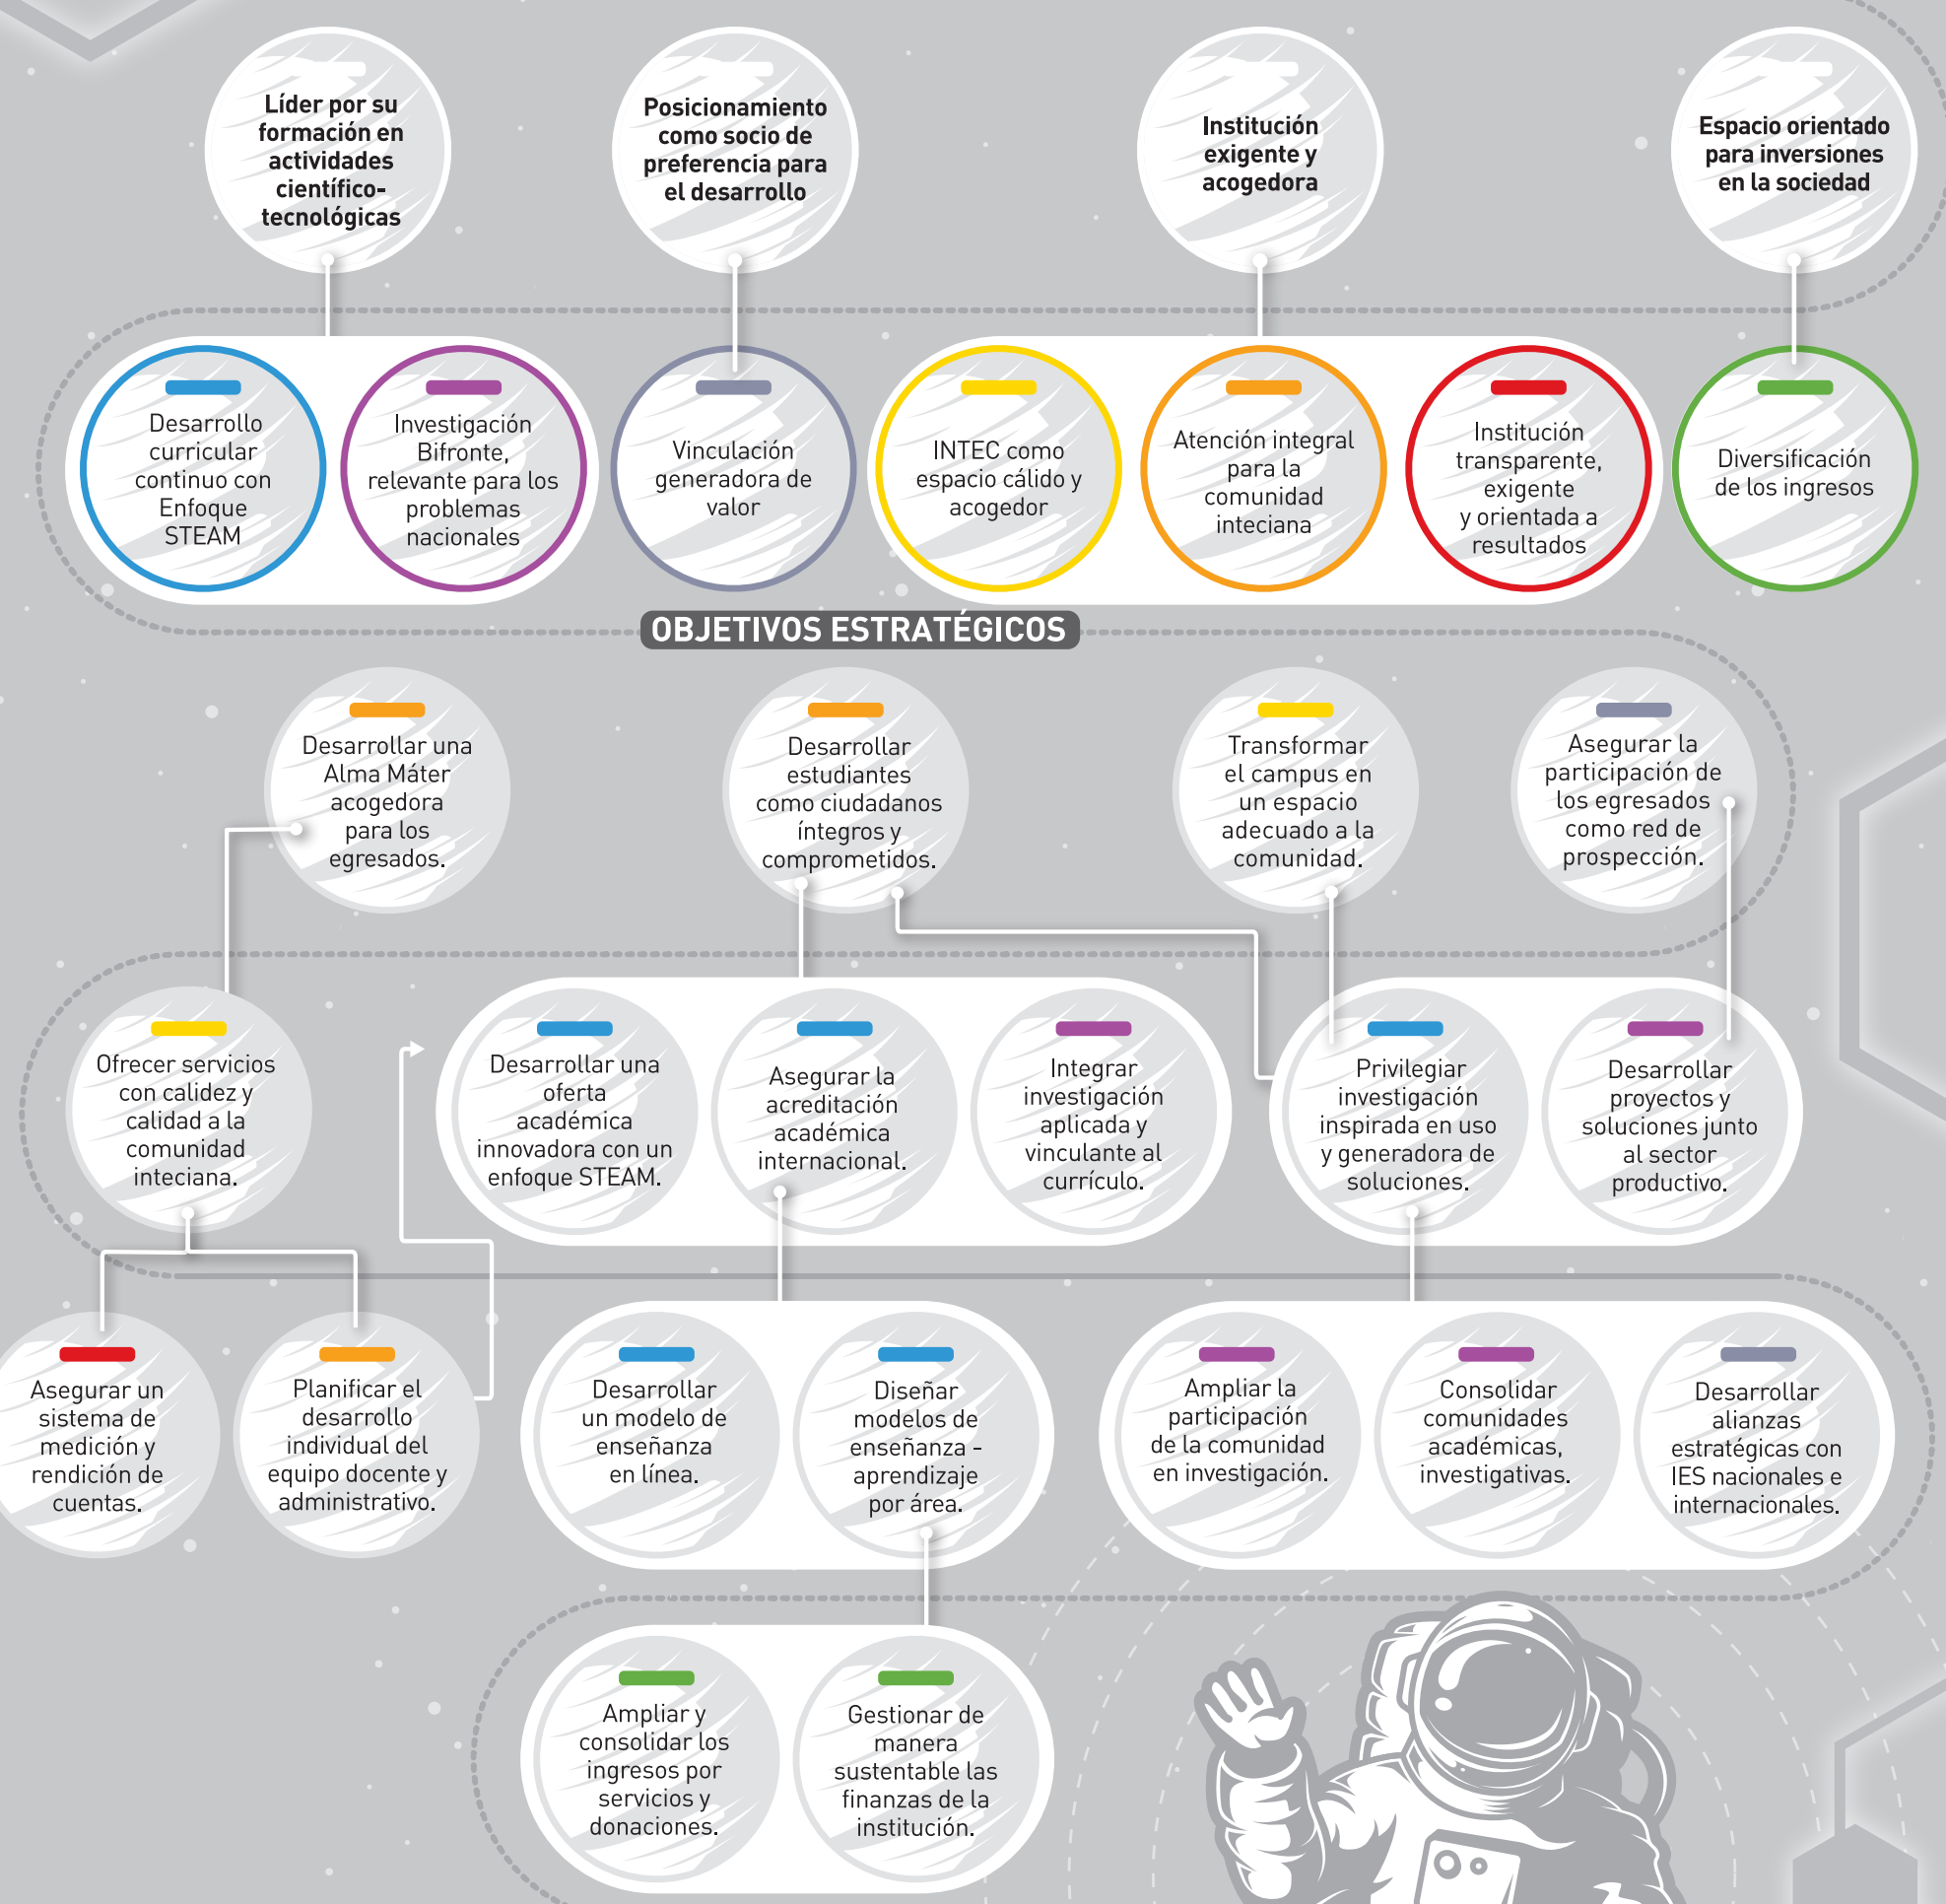 Líder por su
formación en
actividades
científico-
tecnológicas
Posicionamiento
como socio de
preferencia para
el desarrollo
Institución
exigente y
acogedora
Espacio orientado
para inversiones
en la sociedad
Desarrollo
curricular
continuo con
Enfoque
STEAM
Investigación
Bifronte,
relevante para los
problemas
nacionales
Vinculación
generadora de
valor
INTEC como
espacio cálido y
acogedor
Atención integral
para la
comunidad
inteciana
Institución
transparente,
exigente
y orientada a
resultados
Diversificación
de los ingresos
OBJETIVOS ESTRATÉGICOS
Desarrollar una
Alma Máter
acogedora
para los
egresados.
Desarrollar
estudiantes
como ciudadanos
íntegros y
comprometidos.
Transformar
el campus en
un espacio
adecuado a la
comunidad.
Asegurar la
participación de
los egresados
como red de
prospección.
Ofrecer servicios
con calidez y
calidad a la
comunidad
inteciana.
Desarrollar una
oferta
académica
innovadora con un
enfoque STEAM.
Asegurar la
acreditación
académica
internacional.
Integrar
investigación
aplicada y
vinculante al
currículo.
Privilegiar
investigación
inspirada en uso
y generadora de
soluciones.
Desarrollar
proyectos y
soluciones junto
al sector
productivo.
Asegurar un
sistema de
medición y
rendición de
cuentas.
Planificar el
desarrollo
individual del
equipo docente y
administrativo.
Desarrollar
un modelo de
enseñanza
en línea.
Diseñar
modelos de
enseñanza -
aprendizaje
por área.
Ampliar la
participación
de la comunidad
en investigación.
Consolidar
comunidades
académicas,
investigativas.
Desarrollar
alianzas
estratégicas con
IES nacionales e
internacionales.
Ampliar y
consolidar los
ingresos por
servicios y
donaciones.
Gestionar de
manera
sustentable las
finanzas de la
institución.